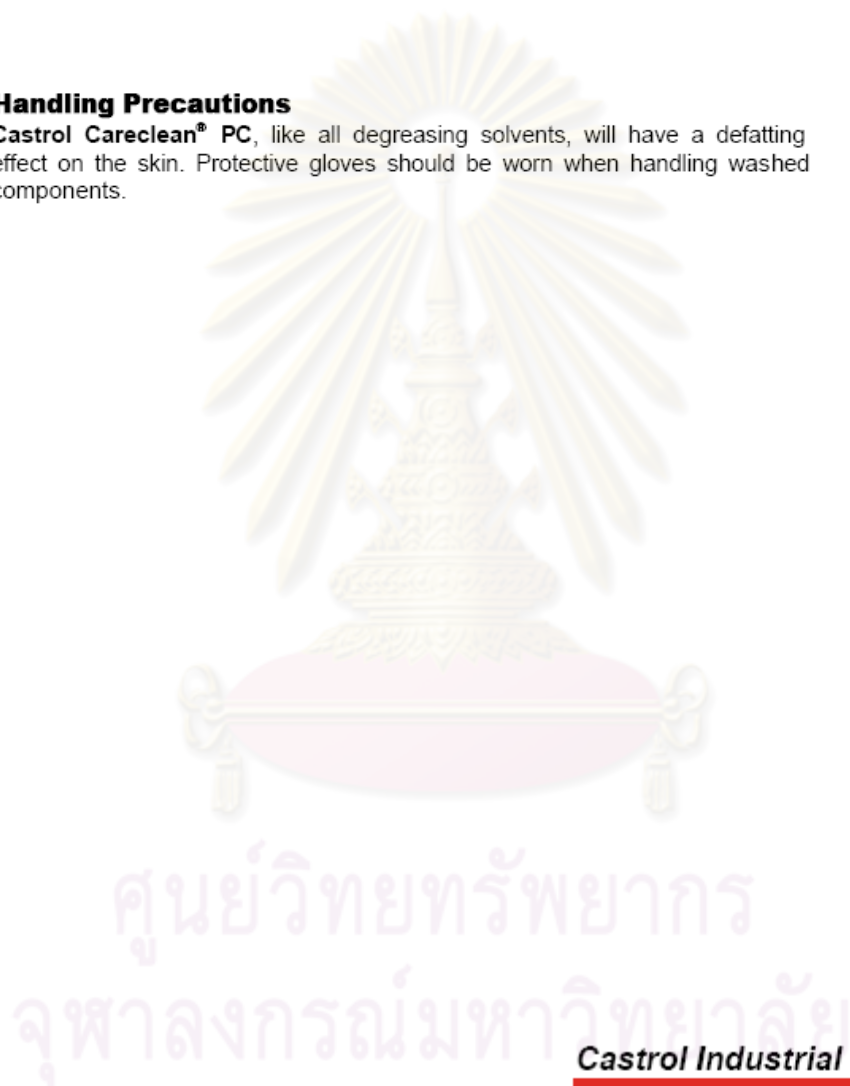 Handling Precautions
Castrol Careclean® PC, like all degreasing solvents, will have a defatting
effect on the skin. Protective gloves should be worn when handling washed
components.
ศูนย์วิทยทรัพยากร
จุฬาลงกรณ์มหาวิทยาลัย
Castrol Industrial